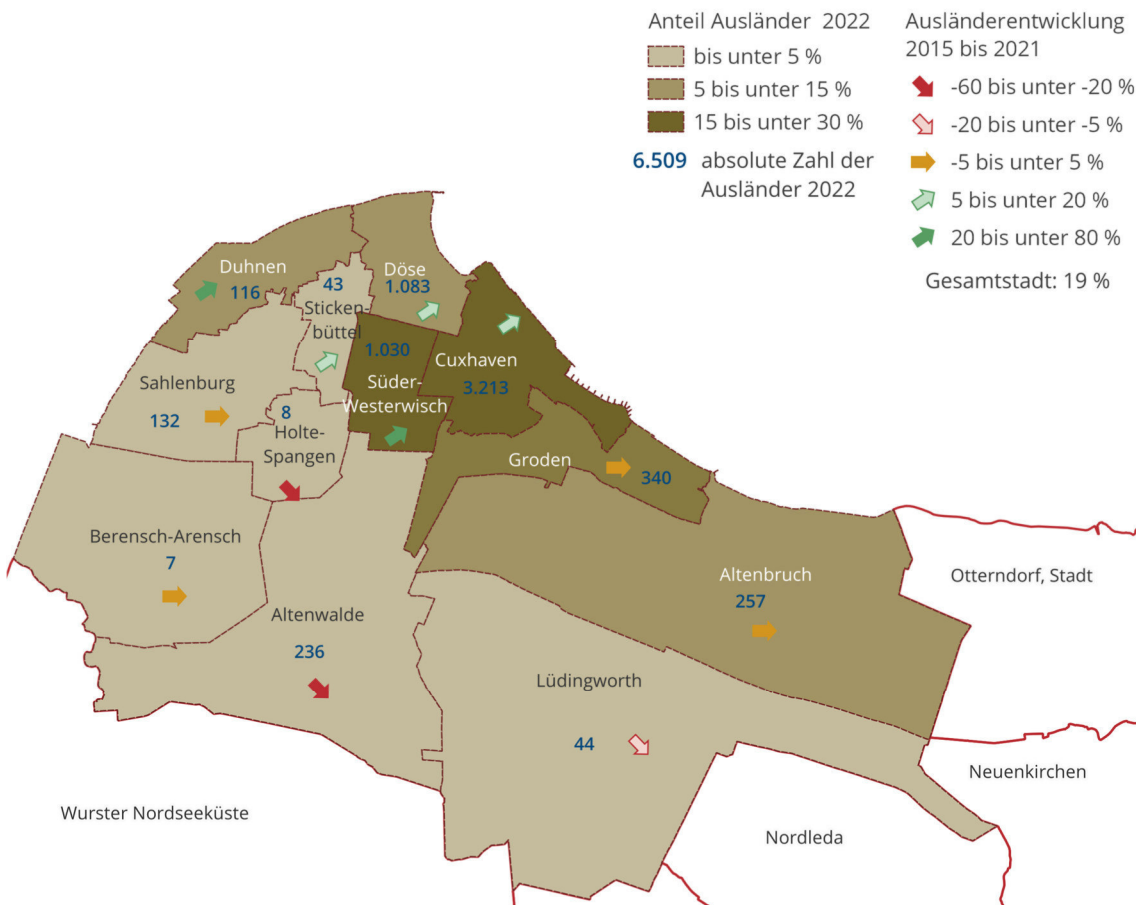 Anteil Ausländer 2022
bis unter 5 %
5 bis unter 15 %
15 bis unter 30 %
6.509 absolute Zahl der
Ausländer 2022
Ausländerentwicklung
2015 bis 2021
-60 bis unter -20 %
-20 bis unter -5 %
-5 bis unter 5 %
5 bis unter 20 %
20 bis unter 80 %
Gesamtstadt: 19 %
Duhnen
116
43
Sticken-
büttel
Döse
1.083
1.030
Süder-
Westerwisch
Cuxhaven
3.213
Sahlenburg
132
8
Holte-
Spangen
Groden
340
Berensch-Arensch
7
Altenwalde
236
Altenbruch
257
Otterndorf, Stadt
Lüdingworth
44
Neuenkirchen
Wurster Nordseeküste
Nordleda